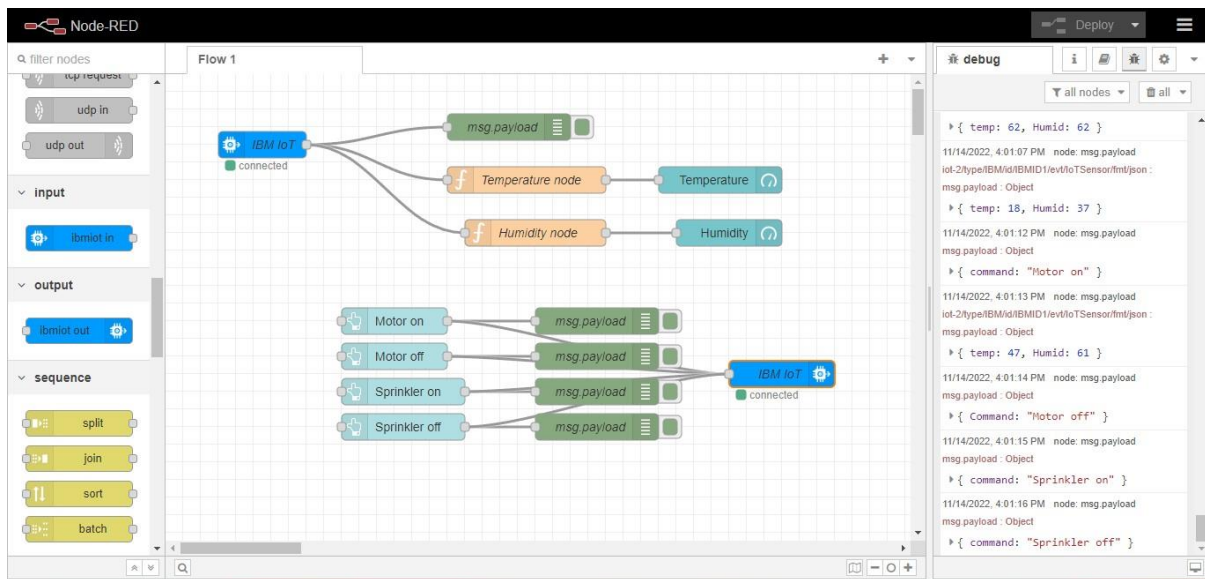 Node-RED
Deploy
filter nodes
tcp request
udp in
udp out
input
ibmiot in
output
ibmiot out
sequence
split
join
sort
batch
Flow 1
IBM IoT
connected
msg.payload
Temperature node
Temperature
Humidity node
Humidity
Motor on
msg.payload
Motor off
msg.payload
Sprinkler on
msg.payload
Sprinkler off
msg.payload
IBM IoT
connected
debug
i
all nodes
all
{ temp: 62, Humid: 62 }
11/14/2022, 4:01:07 PM node: msg.payload
iot-2/type/IBM/id/IBMID1/evt/IoTSensor/fmt/json :
msg.payload : Object
{ temp: 18, Humid: 37 }
11/14/2022, 4:01:12 PM node: msg.payload
msg.payload : Object
{ command: "Motor on" }
11/14/2022, 4:01:13 PM node: msg.payload
iot-2/type/IBM/id/IBMID1/evt/IoTSensor/fmt/json :
msg.payload : Object
{ temp: 47, Humid: 61 }
11/14/2022, 4:01:14 PM node: msg.payload
msg.payload : Object
{ Command: "Motor off" }
11/14/2022, 4:01:15 PM node: msg.payload
msg.payload : Object
{ command: "Sprinkler on" }
11/14/2022, 4:01:16 PM node: msg.payload
msg.payload : Object
{ command: "Sprinkler off" }